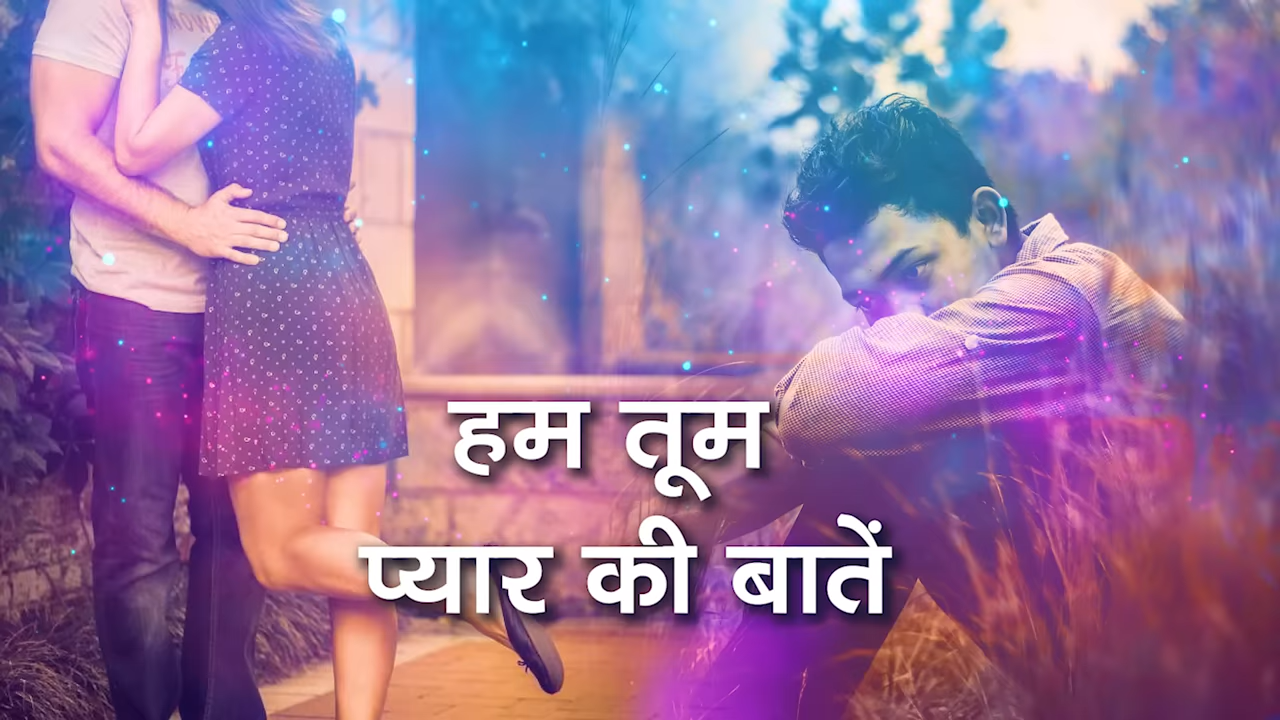 हम तूम
प्यार की बातें